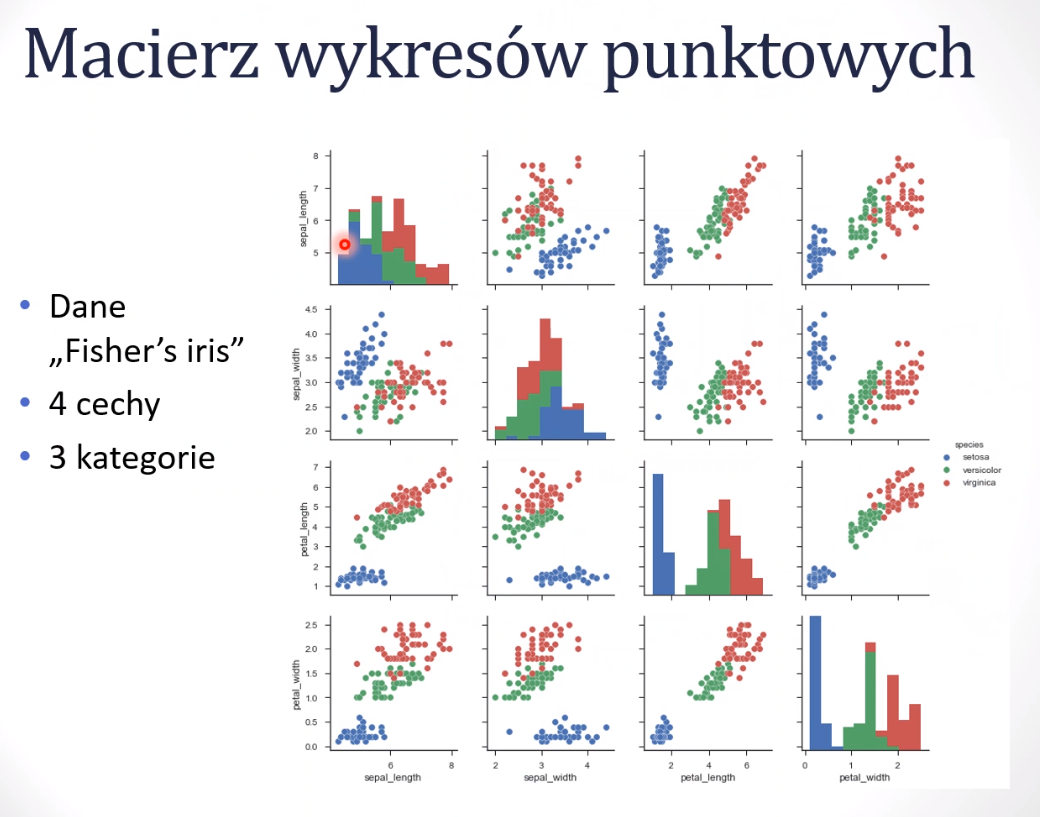 Macierz wykresów punktowych
• Dane
„Fisher’s iris”
• 4 cechy
• 3 kategorie
sepal_length
8
7
6
5
sepal_width
4.5
4.0
3.5
3.0
2.5
2.0
petal_length
7
6
5
4
3
2
1
petal_width
2.5
2.0
1.5
1.0
0.5
0.0
6 8
sepal_length
2 3 4
sepal_width
2 4 6
petal_length
0 1 2
petal_width
species
setosa
versicolor
virginica